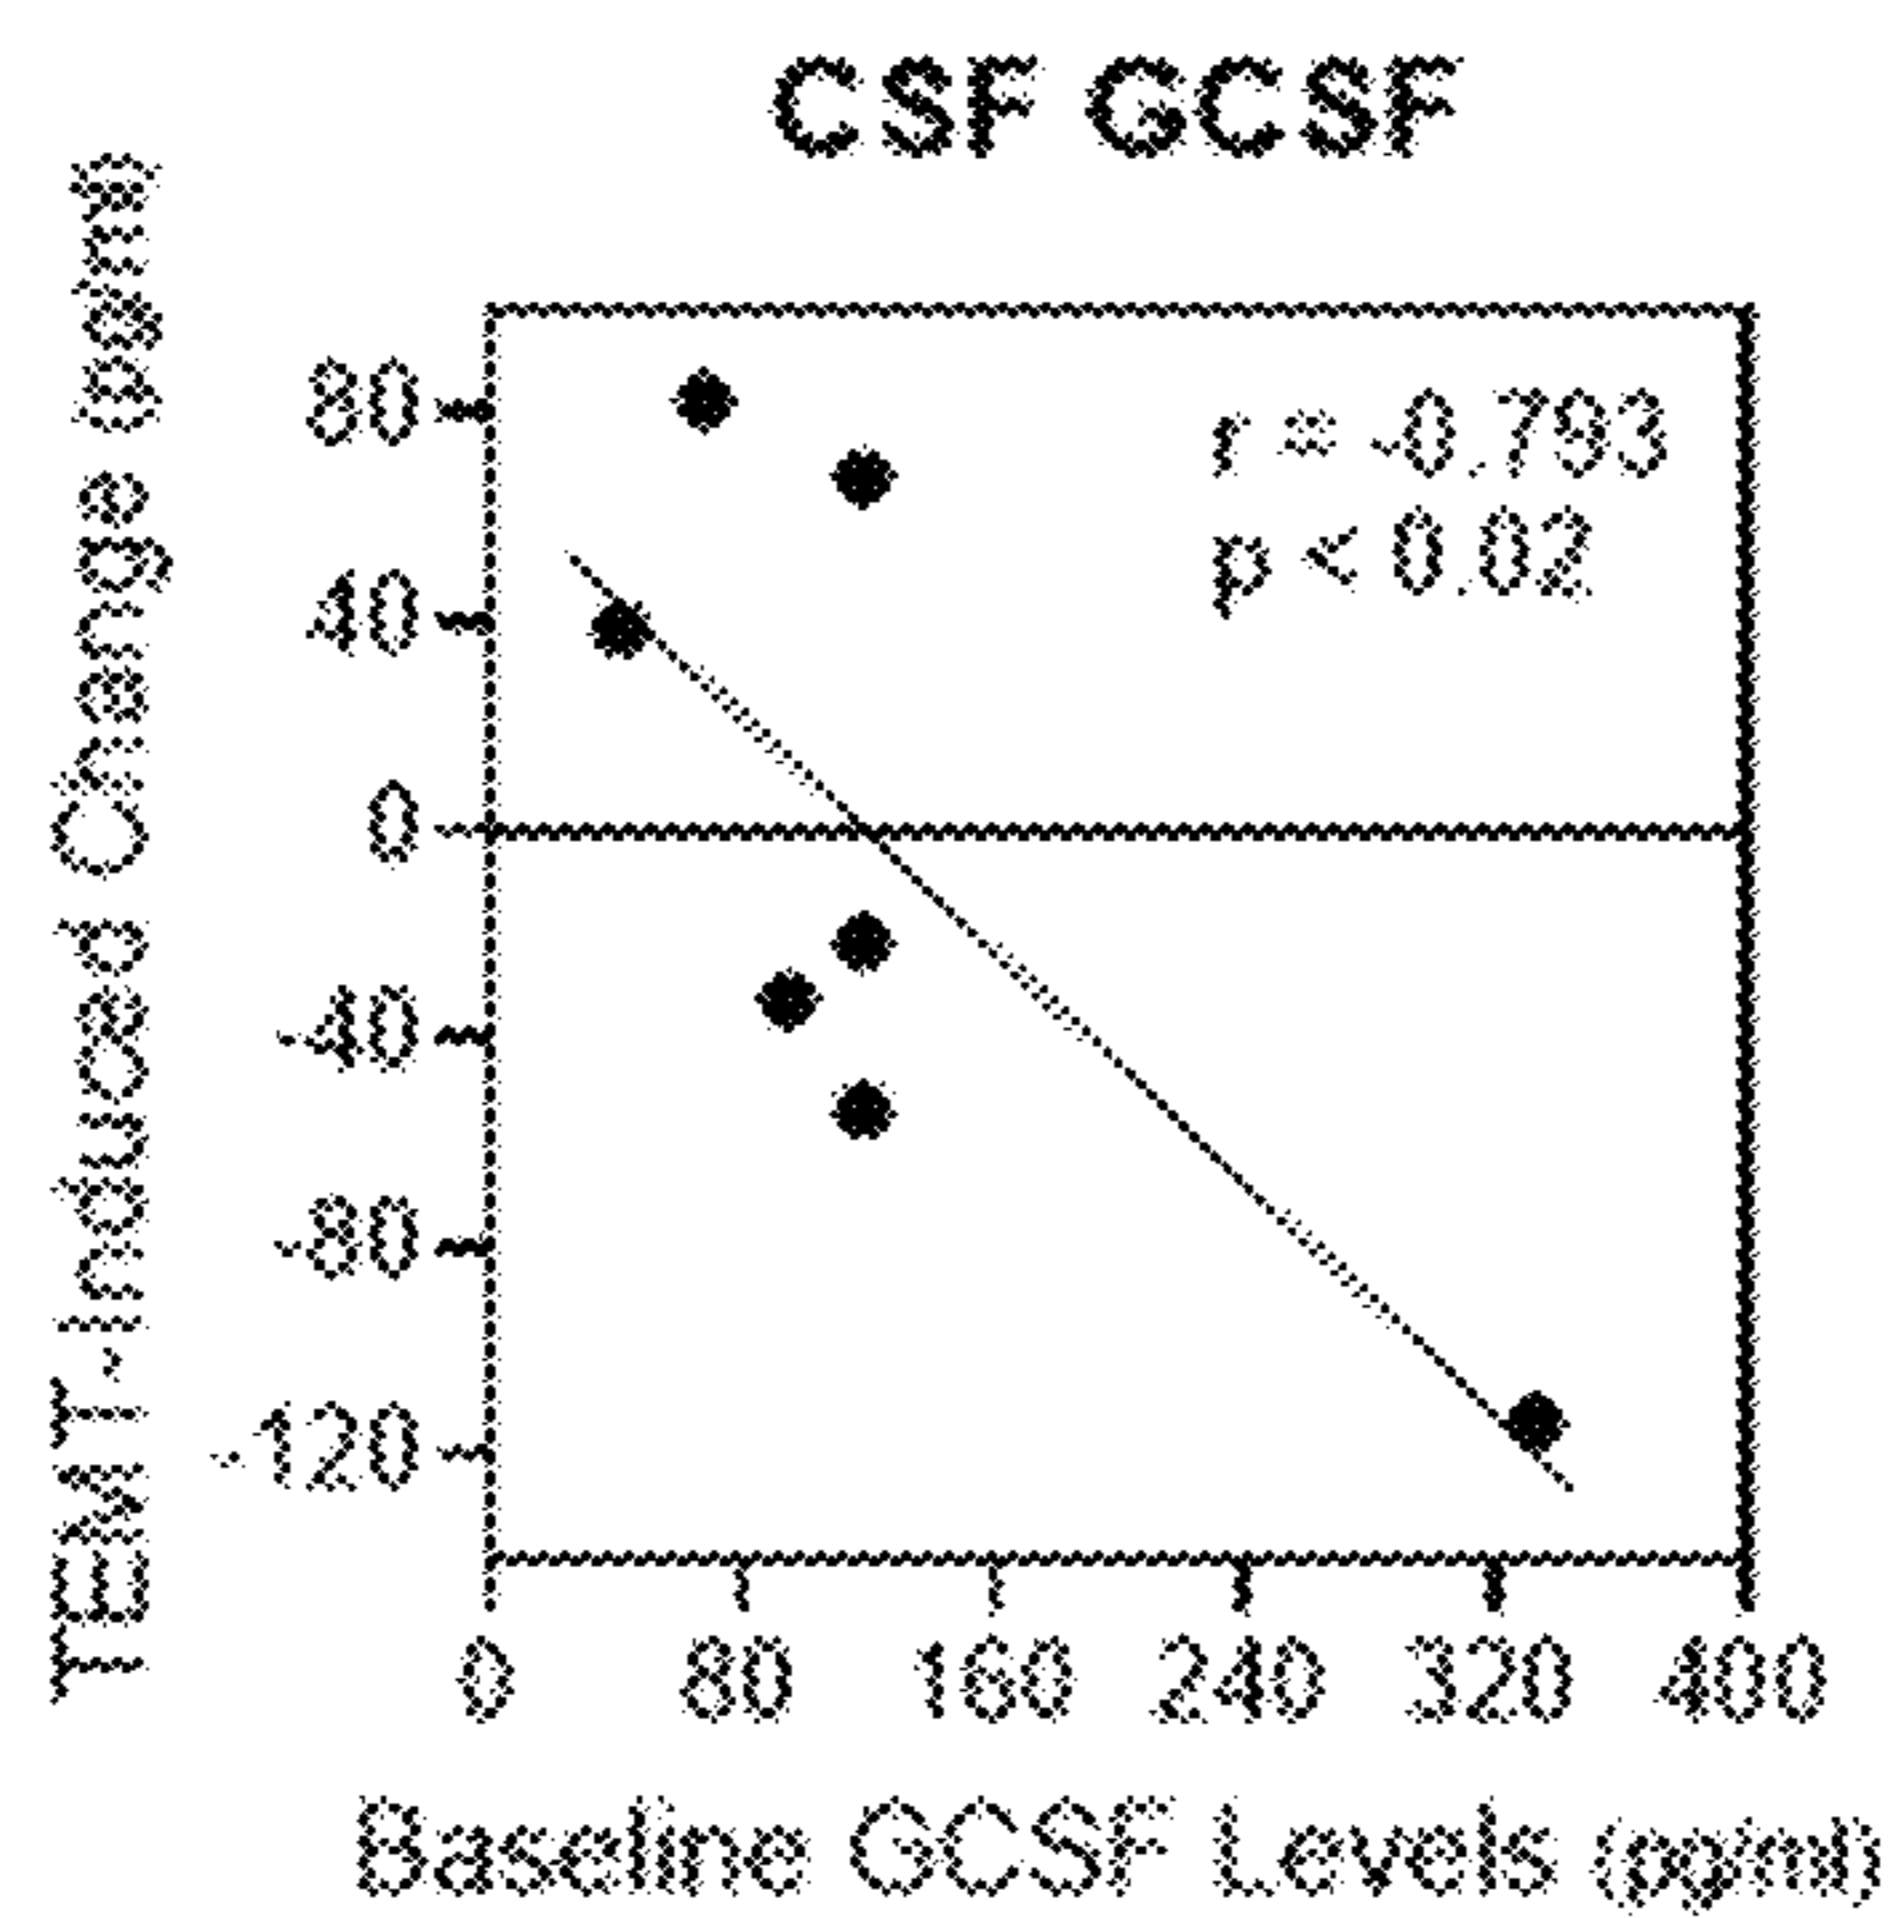 CSF GCSF
TEMT-Induced Change (pg/ml)
80
40
0
-40
-80
-120
r = -0.793
p < 0.02
0 80 160 240 320 400
Baseline GCSF Levels (pg/ml)